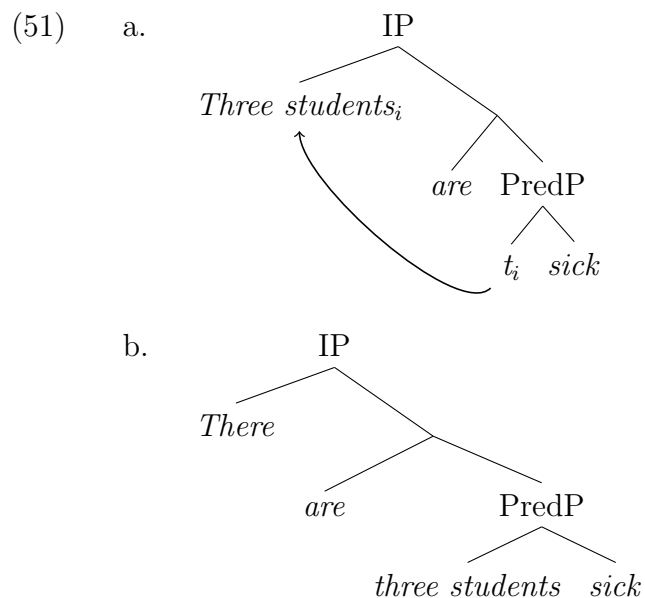 (51) a. IP
Three students_i
are PredP
t_i sick
b. IP
There
are PredP
three students sick